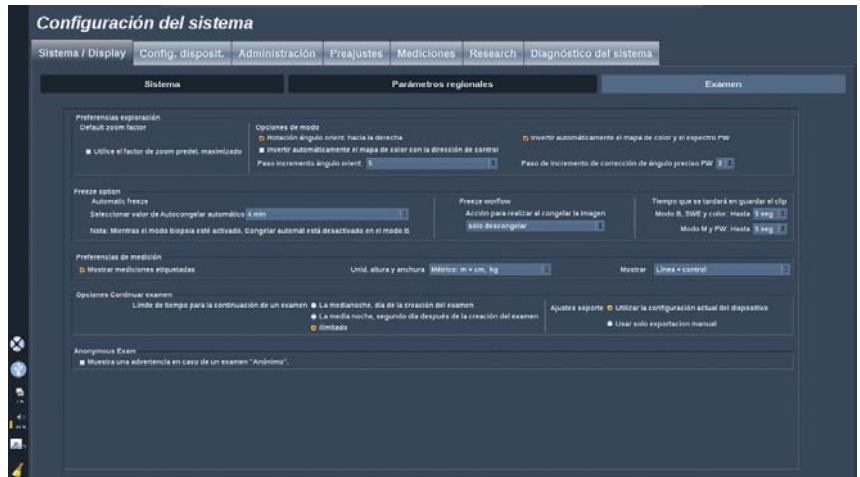 Configuración del sistema
Sistema / Display Config. disposit. Administración Preajustes Mediciones Research Diagnóstico del sistema
Sistema Parámetros regionales Examen
Preferencias exploración
Default zoom factor
Utilice el factor de zoom predet. maximizado
Opciones de modo
Rotación ángulo orient. hacia la derecha
Invertir automáticamente el mapa de color y el espectro PW
Invertir automáticamente el mapa de color con la dirección de control
Paso incremento ángulo orient. 5
Paso de incremento de corrección de ángulo preciso PW 2
Freeze option
Automatic freeze
Seleccionar valor de Autocongelar automático 4 min
Nota: Mientras el modo biopsia esté activado, Congelar automát está desactivado en el modo B
Freeze worflow
Acción para realizar al congelar la imagen
sólo descongelar
Tiempo que se tardará en guardar el clip
Modo B, SWE y color: Hasta 5 seg
Modo M y PW: Hasta 5 seg
Preferencias de medición
Mostrar mediciones etiquetadas
Unid. altura y anchura Métrico: m + cm, kg
Mostrar Línea + control
Opciones Continuar examen
Límite de tiempo para la continuación de un examen La medianoche, día de la creación del examen
La media noche, segundo día después de la creación del examen
Ilimitado
Ajustes soporte Utilizar la configuración actual del dispositivo
Usar solo exportacion manual
Anonymous Exam
Muestra una advertencia en caso de un examen "Anónimo".